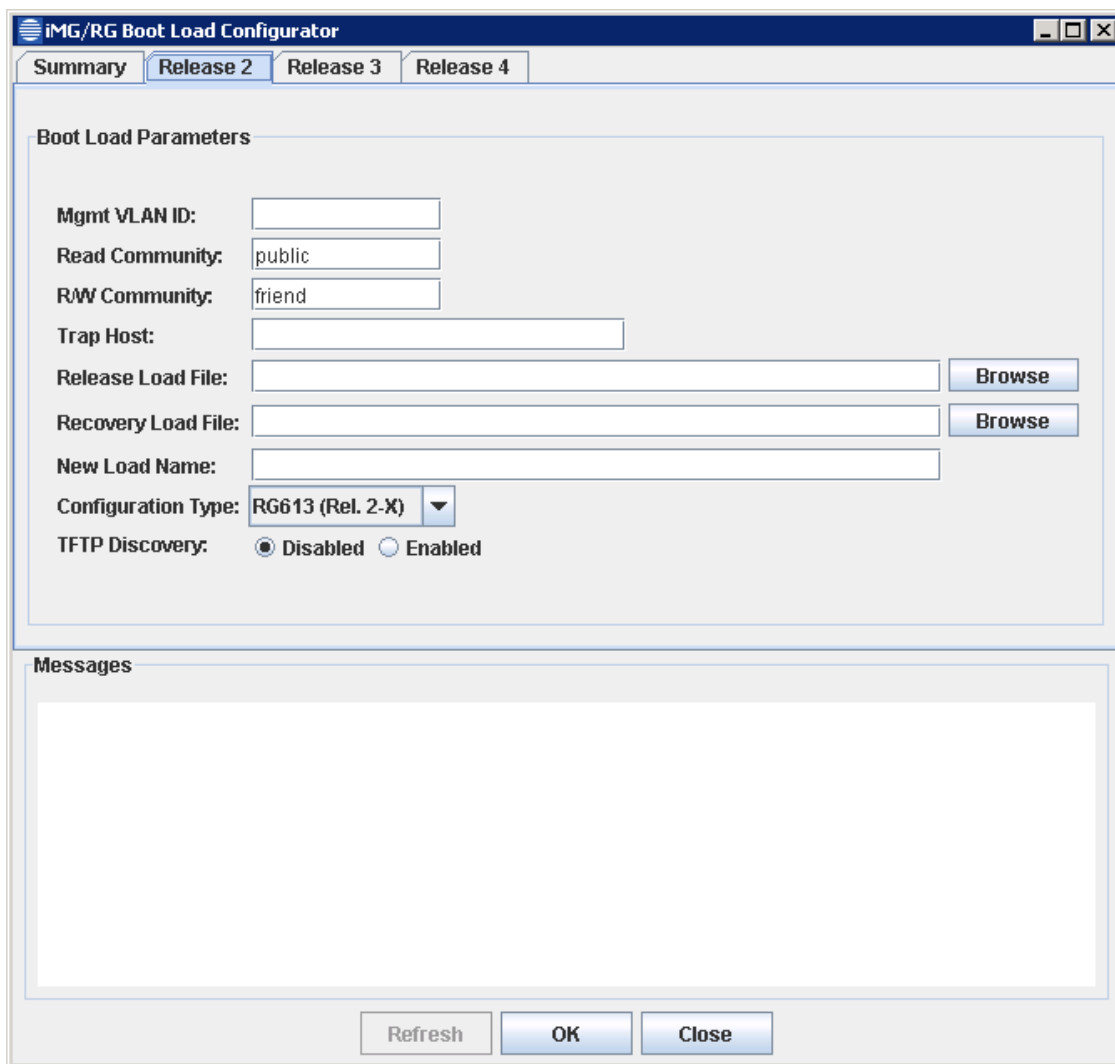 iMG/RG Boot Load Configurator
Summary Release 2 Release 3 Release 4
Boot Load Parameters
Mgmt VLAN ID:
Read Community: public
R/W Community: friend
Trap Host:
Release Load File: Browse
Recovery Load File: Browse
New Load Name:
Configuration Type: RG613 (Rel. 2-X)
TFTP Discovery: Disabled Enabled
Messages
Refresh OK Close